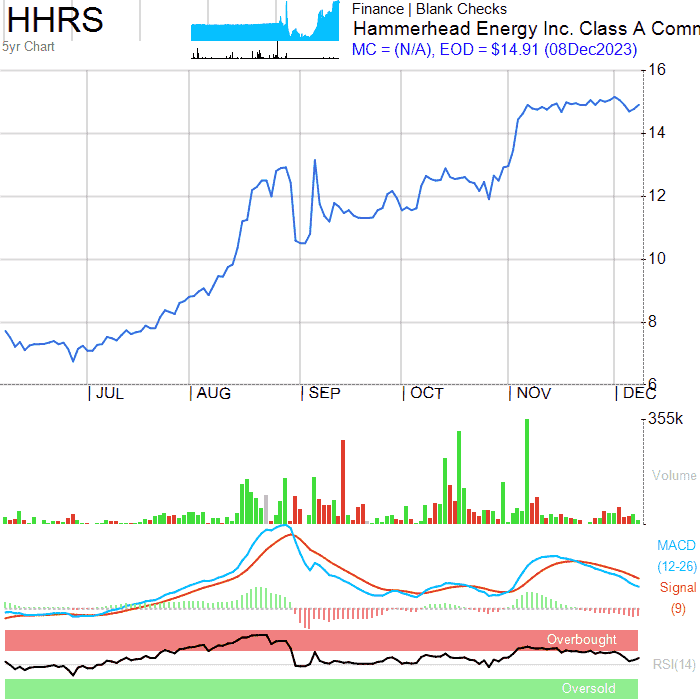 HHRS
5yr Chart
Finance | Blank Checks
Hammerhead Energy Inc. Class A Comm
MC = (N/A), EOD = $14.91 (08Dec2023)
16
14
12
10
8
6
JUL AUG SEP OCT NOV DEC
355k
Volume
MACD
(12-26)
Signal
(9)
Overbought
RSI(14)
Oversold